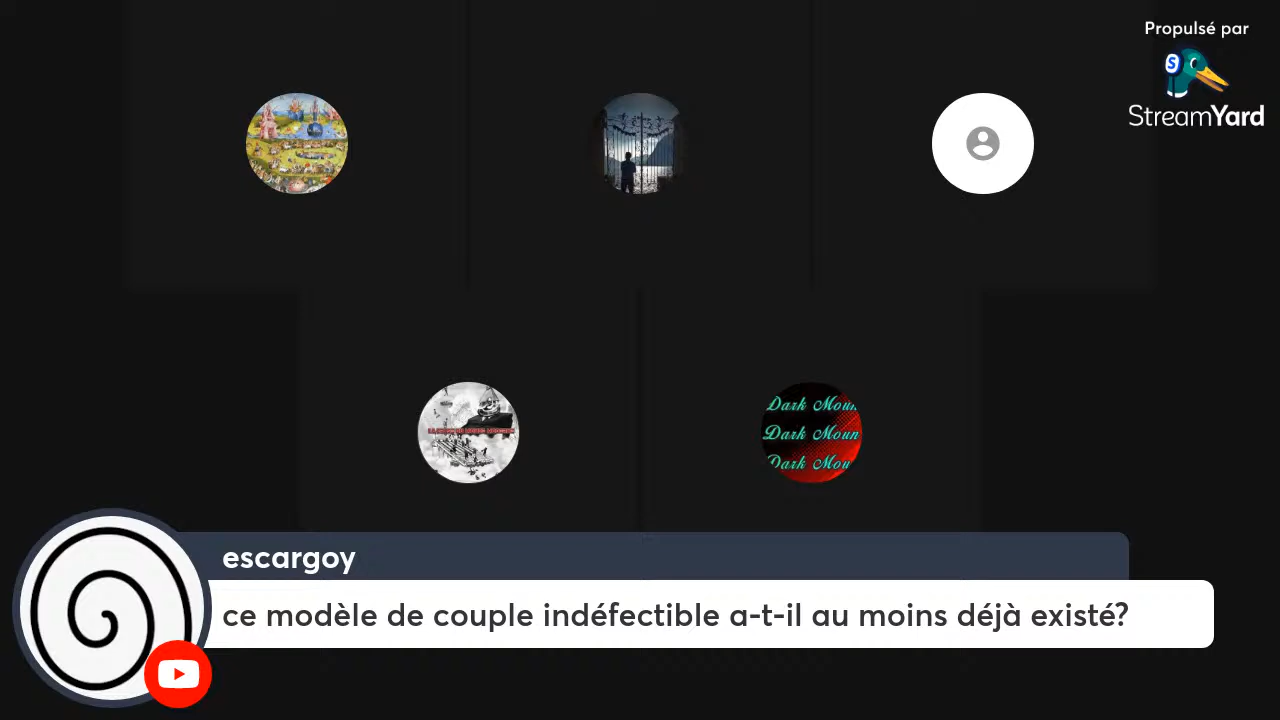 Propulsé par
StreamYard
Dark Moun
Dark Moun
Dark Mou
escargoy
ce modèle de couple indéfectible a-t-il au moins déjà existé?